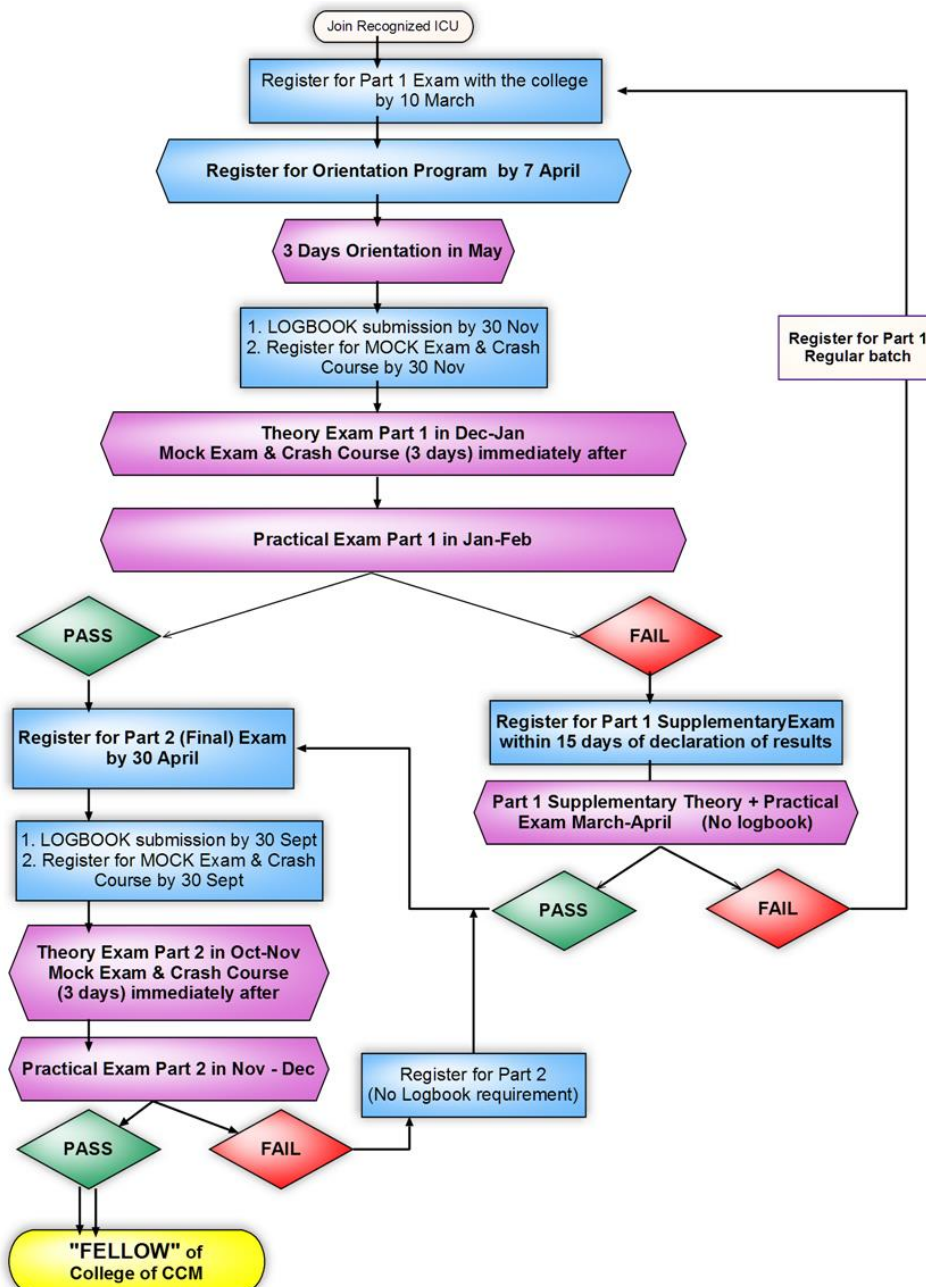 Join Recognized ICU
Register for Part 1 Exam with the college
by 10 March
Register for Orientation Program by 7 April
3 Days Orientation in May
1. LOGBOOK submission by 30 Nov
2. Register for MOCK Exam & Crash
Course by 30 Nov
Register for Part 1
Regular batch
Theory Exam Part 1 in Dec-Jan
Mock Exam & Crash Course (3 days) immediately after
Practical Exam Part 1 in Jan-Feb
PASS
FAIL
Register for Part 2 (Final) Exam
by 30 April
Register for Part 1 Supplementary Exam
within 15 days of declaration of results
Part 1 Supplementary Theory + Practical
Exam March-April (No logbook)
1. LOGBOOK submission by 30 Sept
2. Register for MOCK Exam & Crash
Course by 30 Sept
PASS
FAIL
Theory Exam Part 2 in Oct-Nov
Mock Exam & Crash Course
(3 days) immediately after
Practical Exam Part 2 in Nov - Dec
Register for Part 2
(No Logbook requirement)
PASS
FAIL
"FELLOW" of
College of CCM